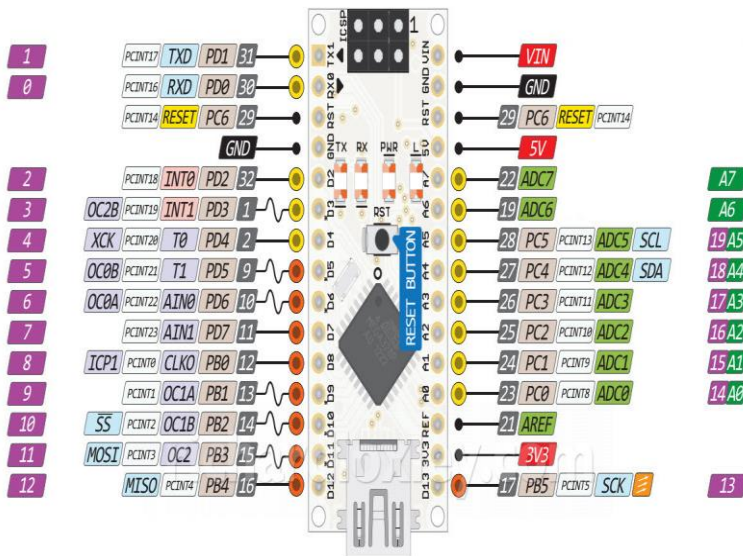 ICSP 1
1 PCINT17 TXD PD1 31 TX1 VIN VIN
0 PCINT16 RXD PD0 30 RX0 GND GND
PCINT14 RESET PC6 29 RST RST 29 PC6 RESET PCINT14
GND GND 5V 5V
TX RX PWR L
2 PCINT18 INT0 PD2 32 D2 A7 22 ADC7 A7
3 OC2B PCINT19 INT1 PD3 1 D3 A6 19 ADC6 A6
RST
4 XCK PCINT20 T0 PD4 2 D4 A5 28 PC5 PCINT13 ADC5 SCL 19 A5
5 OC0B PCINT21 T1 PD5 9 D5 A4 27 PC4 PCINT12 ADC4 SDA 18 A4
RESET BUTTON
6 OC0A PCINT22 AIN0 PD6 10 D6 A3 26 PC3 PCINT11 ADC3 17 A3
7 PCINT23 AIN1 PD7 11 D7 A2 25 PC2 PCINT10 ADC2 16 A2
8 ICP1 PCINT0 CLKO PB0 12 D8 A1 24 PC1 PCINT9 ADC1 15 A1
9 PCINT1 OC1A PB1 13 D9 A0 23 PC0 PCINT8 ADC0 14 A0
10 SS PCINT2 OC1B PB2 14 D10 REF 21 AREF
11 MOSI PCINT3 OC2 PB3 15 D11 3V3 3V3
12 MISO PCINT4 PB4 16 D12 D13 17 PB5 PCINT5 SCK 13